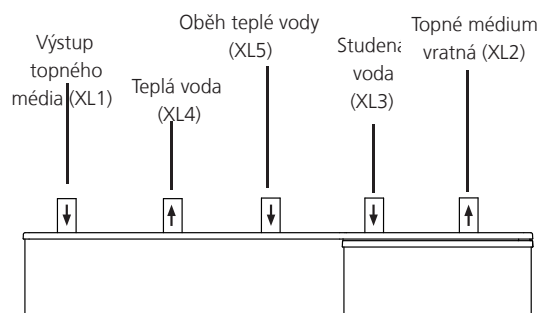 Výstup
topného
média (XL1)
Teplá voda
(XL4)
Oběh teplé vody
(XL5)
Studená
voda
(XL3)
Topné médium
vratná (XL2)